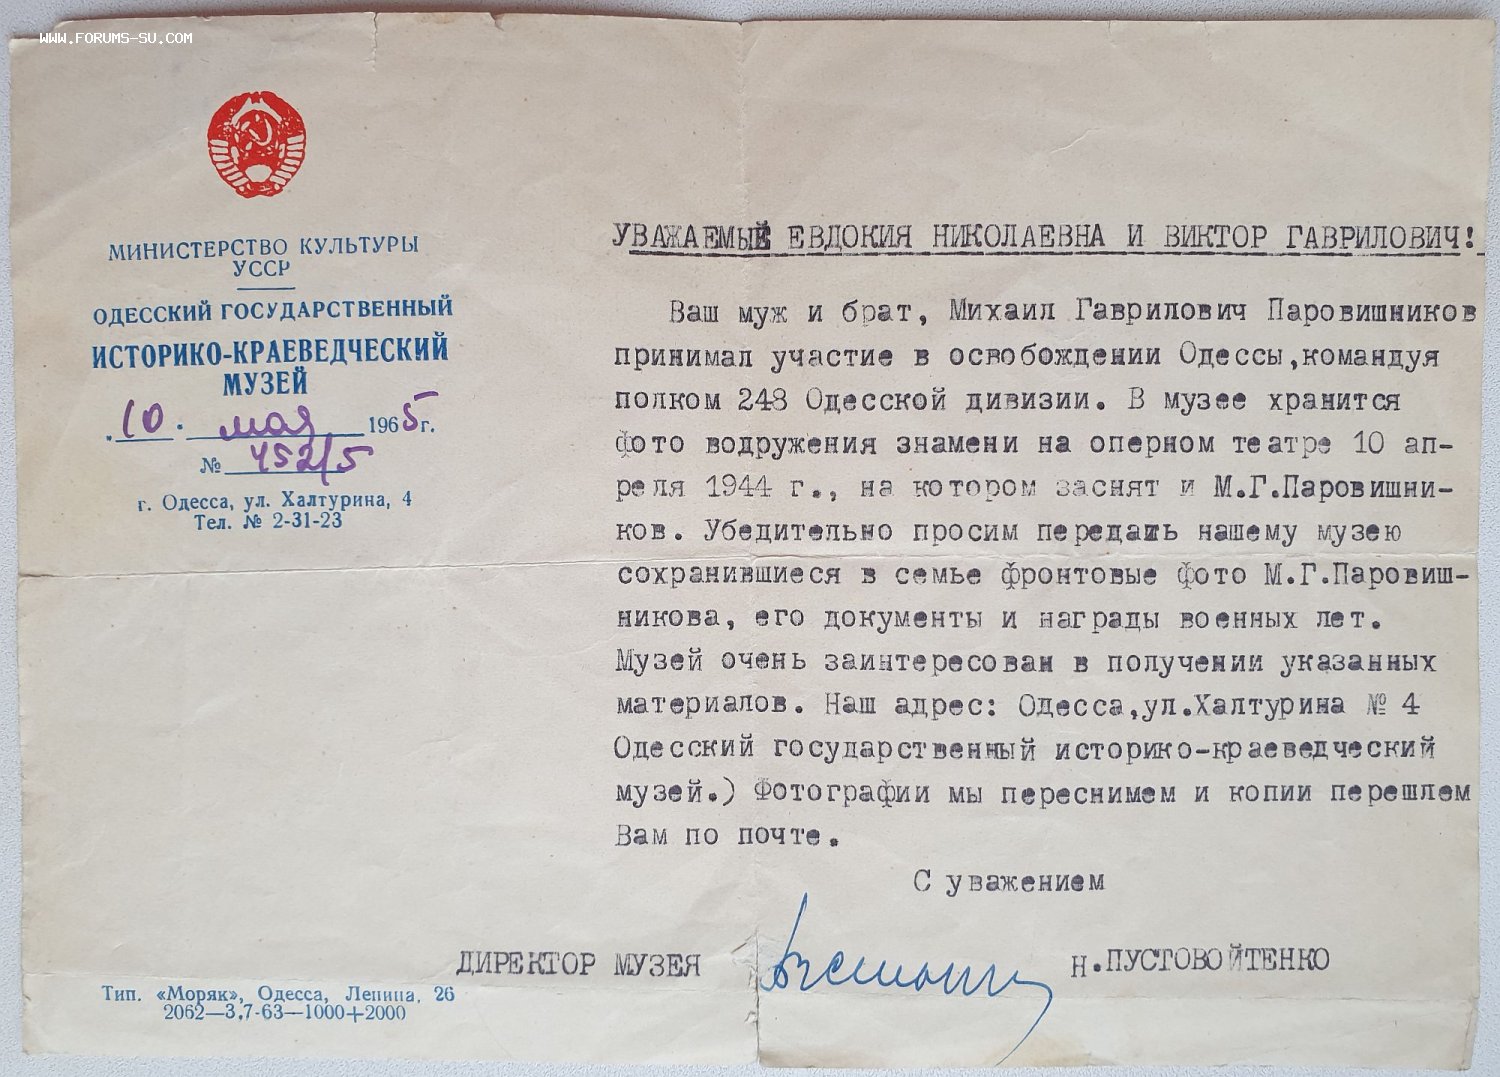 WWW.FORUMS-SU.COM
МИНИСТЕРСТВО КУЛЬТУРЫ
УССР
ОДЕССКИЙ ГОСУДАРСТВЕННЫЙ
ИСТОРИКО-КРАЕВЕДЧЕСКИЙ
МУЗЕЙ
„10. мая 1965 г.
№ 452/5
г. Одесса, ул. Халтурина, 4
Тел. № 2-31-23
УВАЖАЕМЫЕ ЕВДОКИЯ НИКОЛАЕВНА И ВИКТОР ГАВРИЛОВИЧ!
Ваш муж и брат, Михаил Гаврилович Паровишников
принимал участие в освобождении Одессы,командуя
полком 248 Одесской дивизии. В музее хранится
фото водружения знамени на оперном театре 10 ап-
реля 1944 г., на котором заснят и М.Г.Паровишни-
ков. Убедительно просим передать нашему музею
сохранившиеся в семье фронтовые фото М.Г.Паровиш-
никова, его документы и награды военных лет.
Музей очень заинтересован в получении указанных
материалов. Наш адрес: Одесса,ул.Халтурина № 4
Одесский государственный историко-краеведческий
музей.) Фотографии мы переснимем и копии перешлем
Вам по почте.
С уважением
ДИРЕКТОР МУЗЕЯ Н.ПУСТОВОЙТЕНКО
Тип. «Моряк», Одесса, Ленина, 26
2062—3.7-63—1000+2000